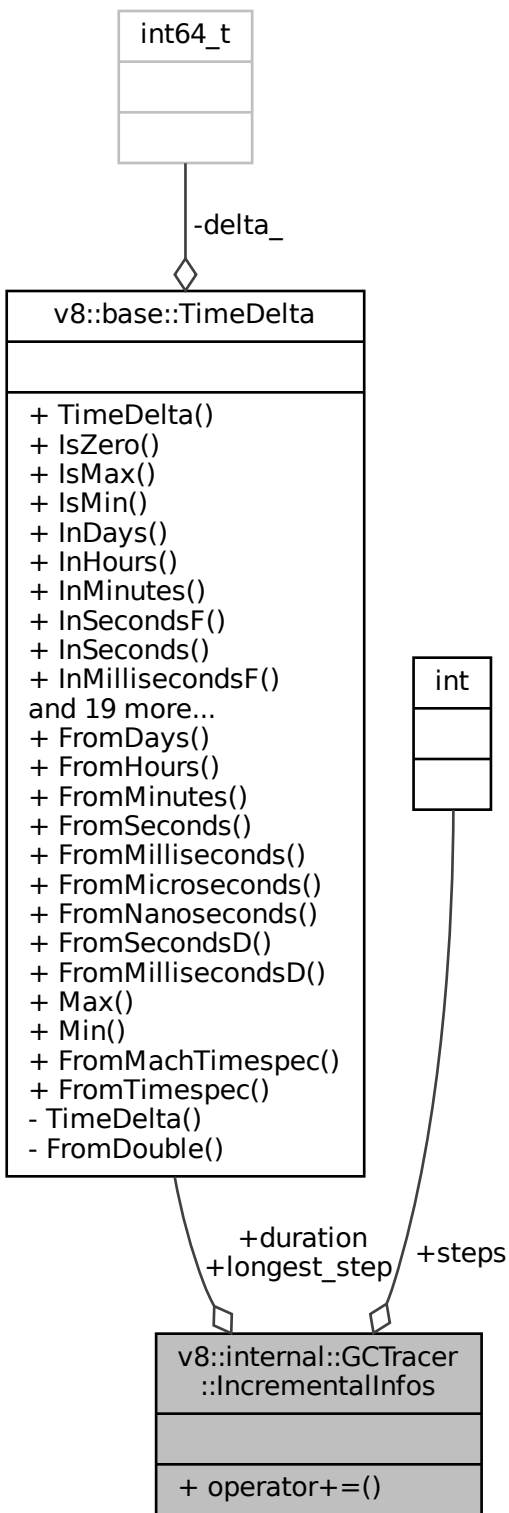 int64_t
-delta_
v8::base::TimeDelta
+ TimeDelta()
+ IsZero()
+ IsMax()
+ IsMin()
+ InDays()
+ InHours()
+ InMinutes()
+ InSecondsF()
+ InSeconds()
+ InMillisecondsF()
and 19 more...
+ FromDays()
+ FromHours()
+ FromMinutes()
+ FromSeconds()
+ FromMilliseconds()
+ FromMicroseconds()
+ FromNanoseconds()
+ FromSecondsD()
+ FromMillisecondsD()
+ Max()
+ Min()
+ FromMachTimespec()
+ FromTimespec()
- TimeDelta()
- FromDouble()
int
+duration
+longest_step
+steps
v8::internal::GCTracer
::IncrementalInfos
+ operator+=()